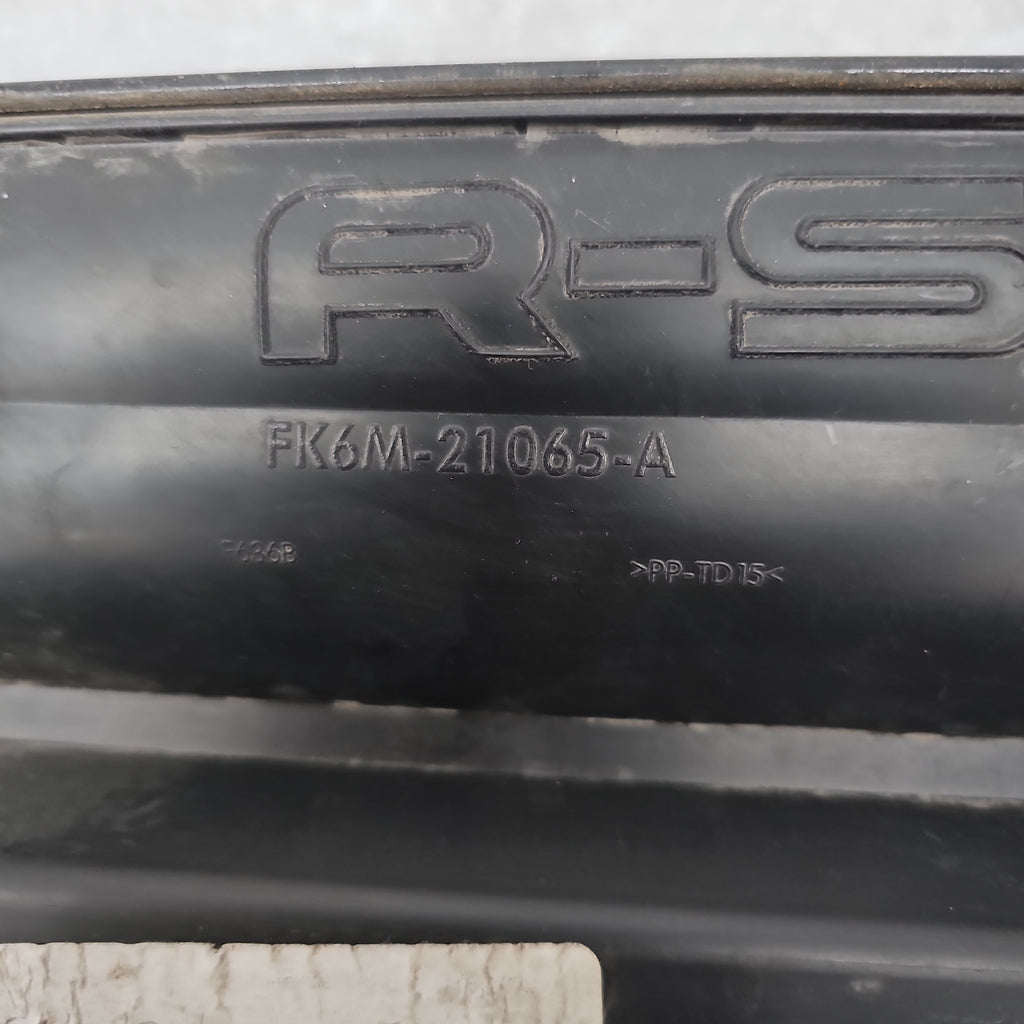 R-S
FK6M-21065-A
>PP-TD15<